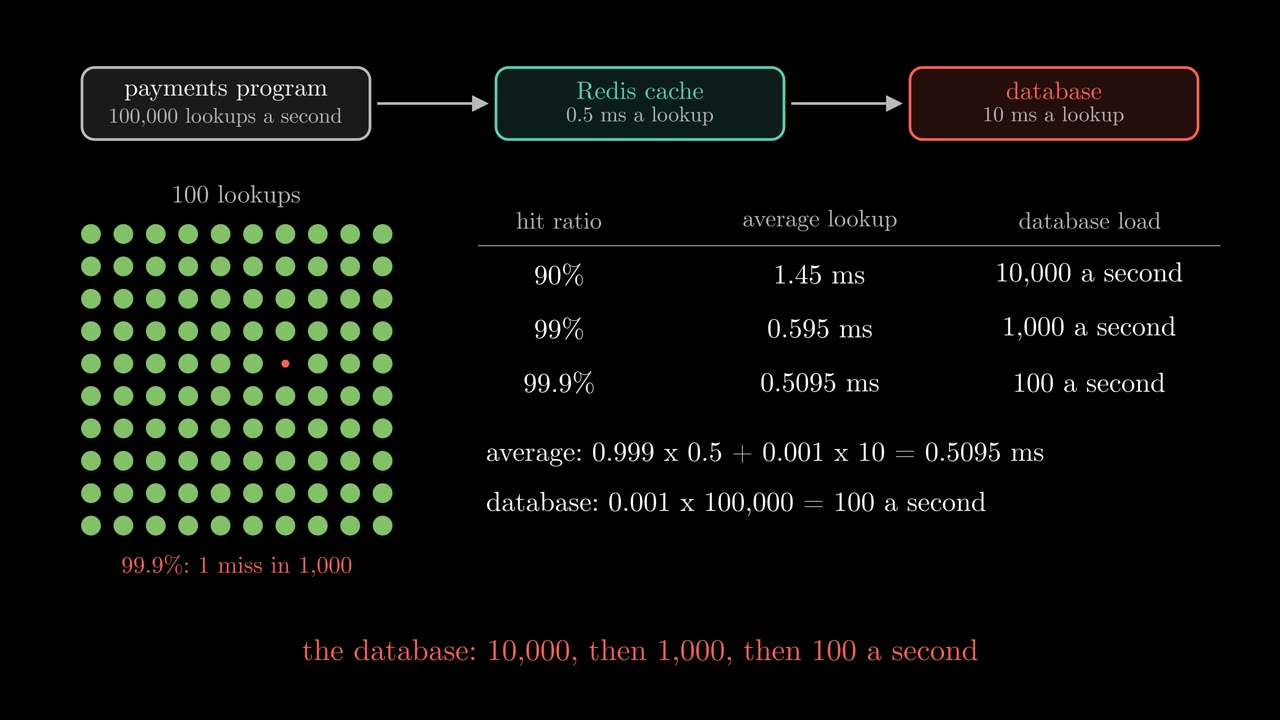 payments program
100,000 lookups a second
Redis cache
0.5 ms a lookup
database
10 ms a lookup
100 lookups
99.9%: 1 miss in 1,000
hit ratio average lookup database load
90% 1.45 ms 10,000 a second
99% 0.595 ms 1,000 a second
99.9% 0.5095 ms 100 a second
average: 0.999 x 0.5 + 0.001 x 10 = 0.5095 ms
database: 0.001 x 100,000 = 100 a second
the database: 10,000, then 1,000, then 100 a second